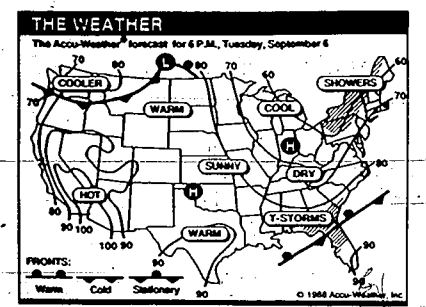 THE WEATHER
The Accu-Weather® forecast for 6 P.M., Tuesday, September 6
70 80 L 80 70 60 60
COOLER SHOWERS
70 WARM COOL 70
H
SUNNY DRY
80
HOT H
T-STORMS
80 90 100 WARM
100 90 90
FRONTS: 90
Warm Cold Stationary 90
© 1988 Accu-Weather, Inc